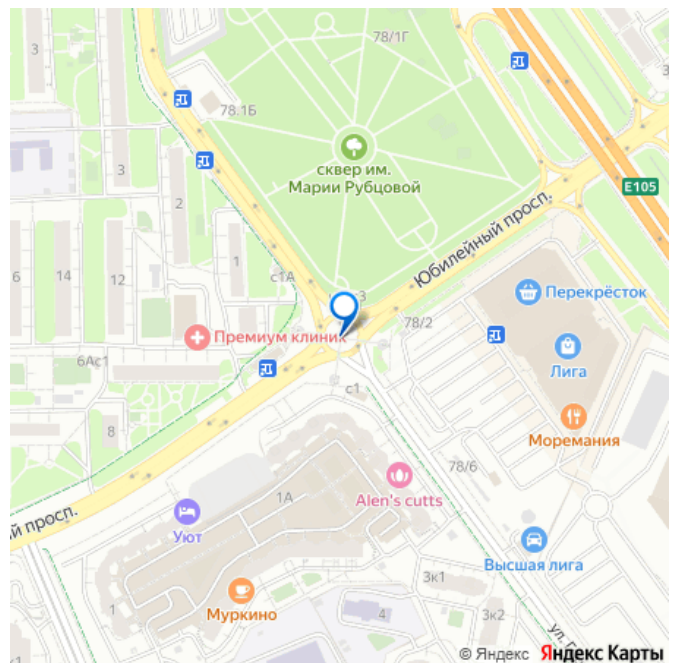 78/1Г
3
78.1Б
сквер им.
Марии Рубцовой
3
2
E105
Юбилейный просп.
1
с1А
3
6
14
12
Перекрёсток
78/2
Премиум клиник
Лига
6Ас1
с1
8
Моремания
78/6
Alen's cutts
1А
ый просп.
Уют
Высшая лига
3к1
Муркино
1
4
3к2
ул. Г
© Яндекс Яндекс Карты